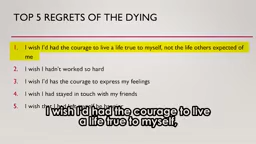 TOP 5 REGRETS OF THE DYING
1. I wish I'd had the courage to live a life true to myself, not the life others expected of
me
2. I wish I hadn't worked so hard
3. I wish I'd has the courage to express my feelings
4. I wish I had stayed in touch with my friends
5. I wish that
I wish I'd had the courage to live
a life true to myself,